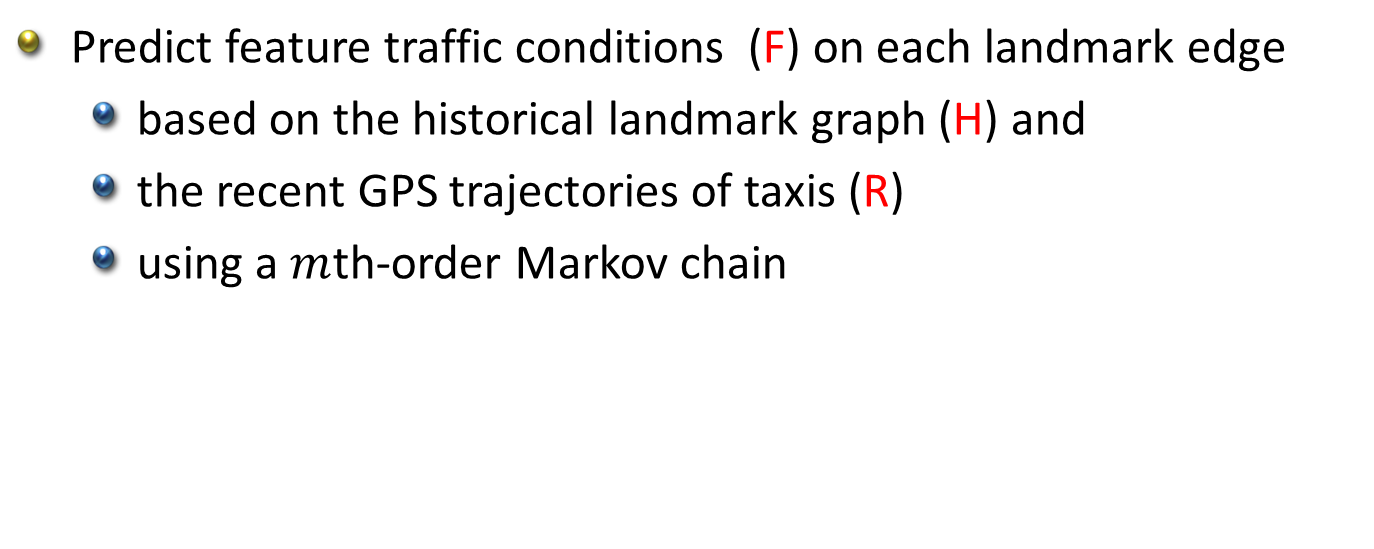 Predict feature traffic conditions (F) on each landmark edge
based on the historical landmark graph (H) and
the recent GPS trajectories of taxis (R)
using a 𝑚th-order Markov chain